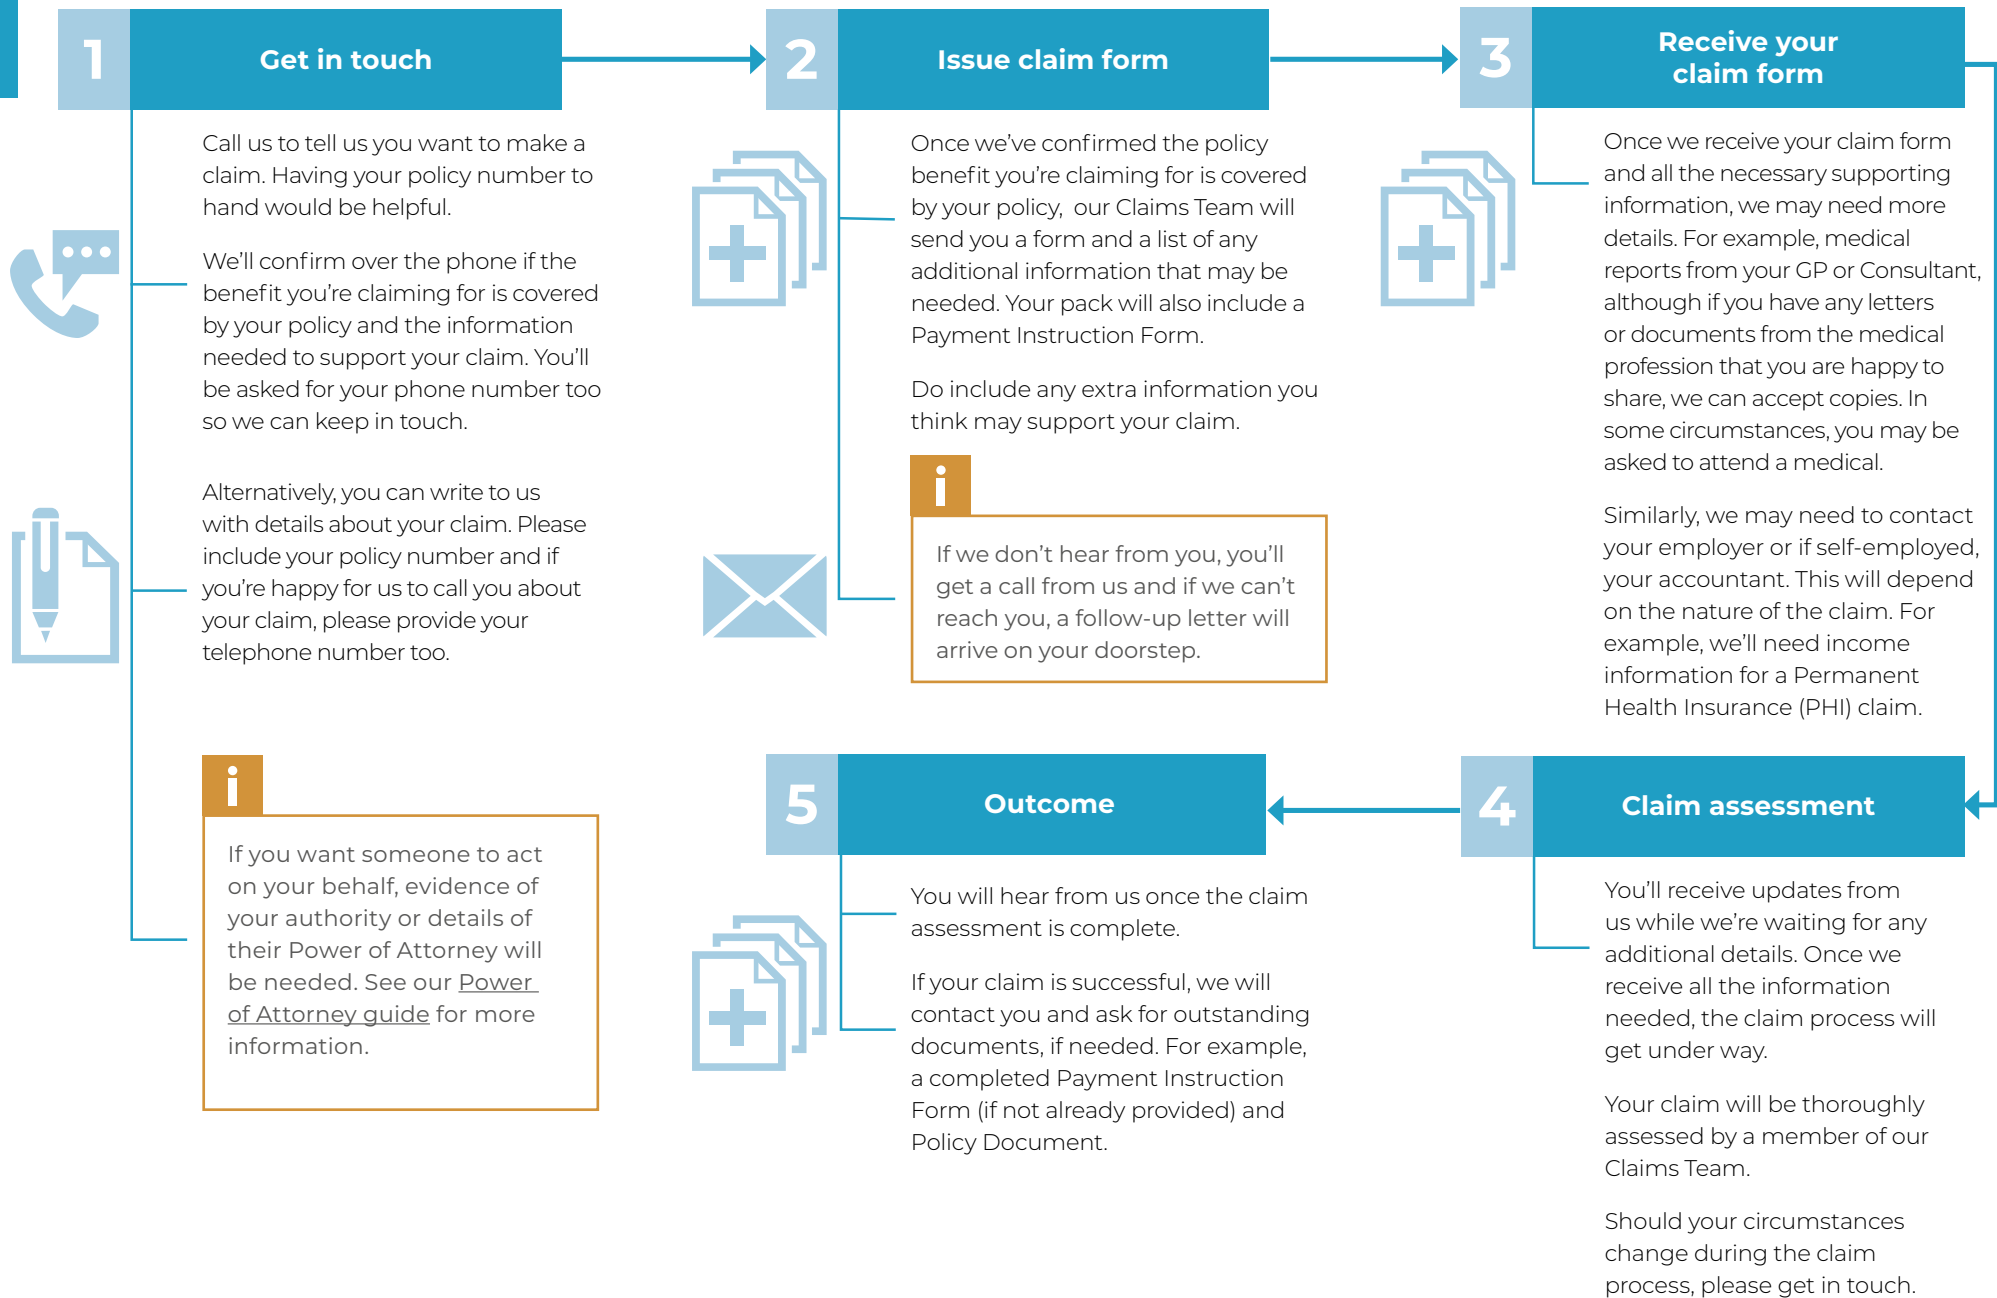 1
Get in touch
Call us to tell us you want to make a
claim. Having your policy number to
hand would be helpful.
We’ll confirm over the phone if the
benefit you’re claiming for is covered
by your policy and the information
needed to support your claim. You’ll
be asked for your phone number too
so we can keep in touch.
Alternatively, you can write to us
with details about your claim. Please
include your policy number and if
you’re happy for us to call you about
your claim, please provide your
telephone number too.
i
If you want someone to act
on your behalf, evidence of
your authority or details of
their Power of Attorney will
be needed. See our Power
of Attorney guide for more
information.
2
Issue claim form
Once we’ve confirmed the policy
benefit you’re claiming for is covered
by your policy, our Claims Team will
send you a form and a list of any
additional information that may be
needed. Your pack will also include a
Payment Instruction Form.
Do include any extra information you
think may support your claim.
i
If we don’t hear from you, you’ll
get a call from us and if we can’t
reach you, a follow-up letter will
arrive on your doorstep.
3
Receive your
claim form
Once we receive your claim form
and all the necessary supporting
information, we may need more
details. For example, medical
reports from your GP or Consultant,
although if you have any letters
or documents from the medical
profession that you are happy to
share, we can accept copies. In
some circumstances, you may be
asked to attend a medical.
Similarly, we may need to contact
your employer or if self-employed,
your accountant. This will depend
on the nature of the claim. For
example, we’ll need income
information for a Permanent
Health Insurance (PHI) claim.
4
Claim assessment
You’ll receive updates from
us while we’re waiting for any
additional details. Once we
receive all the information
needed, the claim process will
get under way.
Your claim will be thoroughly
assessed by a member of our
Claims Team.
Should your circumstances
change during the claim
process, please get in touch.
5
Outcome
You will hear from us once the claim
assessment is complete.
If your claim is successful, we will
contact you and ask for outstanding
documents, if needed. For example,
a completed Payment Instruction
Form (if not already provided) and
Policy Document.